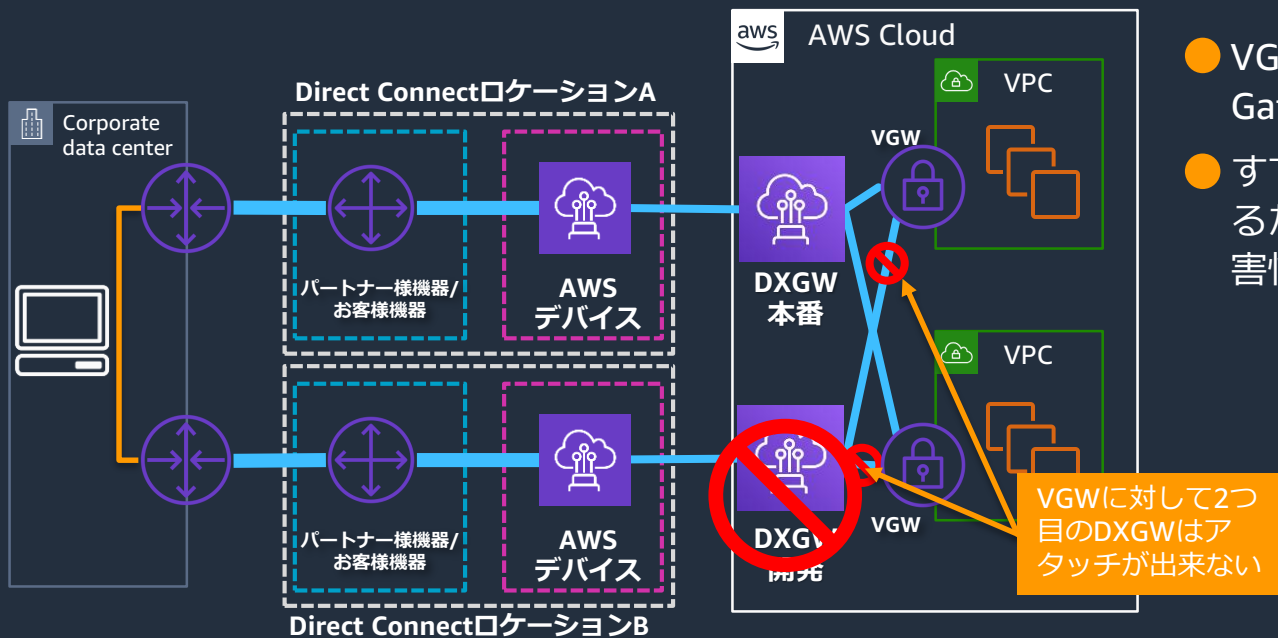 aws
AWS Cloud
VPC
Direct ConnectロケーションA
Corporate
data center
VGW
パートナー様機器/
お客様機器
AWS
デバイス
DXGW
本番
VPC
パートナー様機器/
お客様機器
AWS
デバイス
DXGW
開発
VGW
Direct ConnectロケーションB
VGWに対して2つ
目のDXGWはア
タッチが出来ない